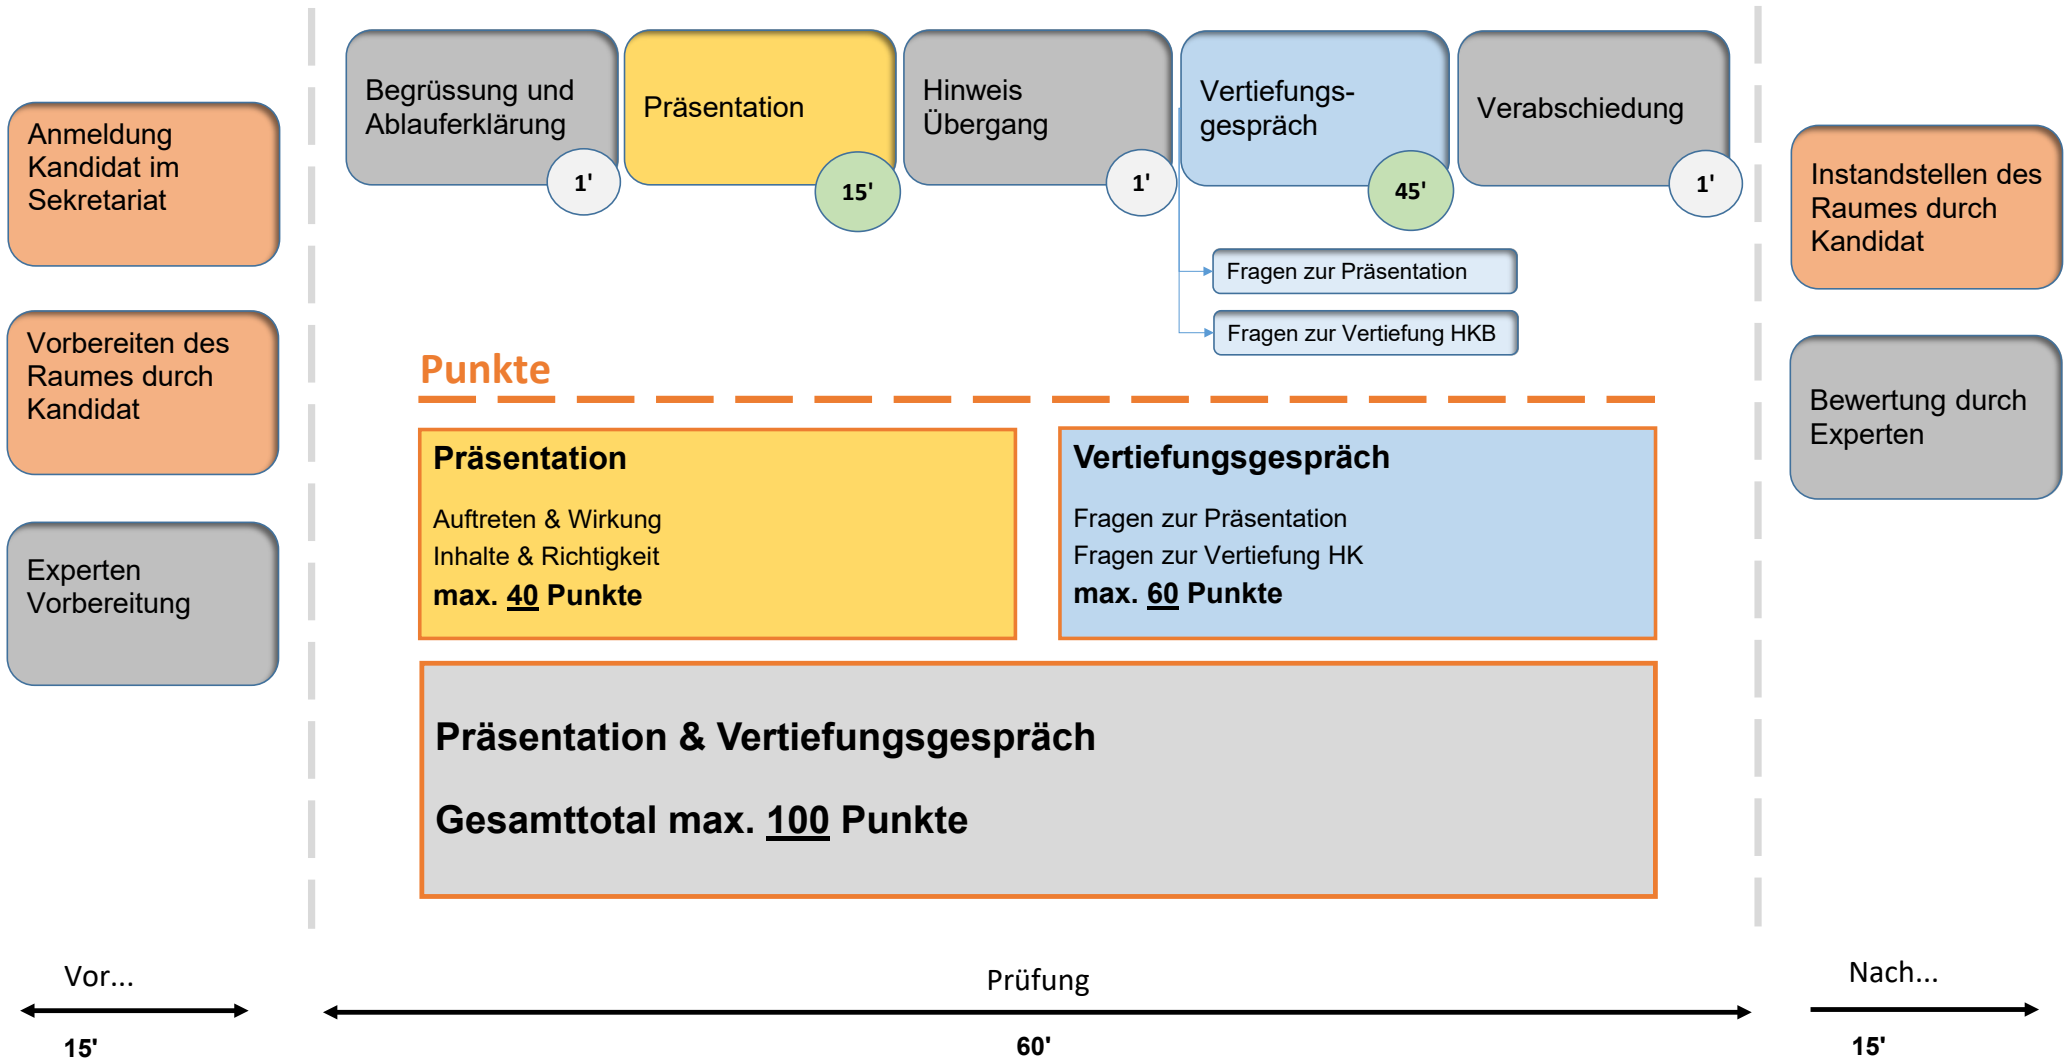 Anmeldung
Kandidat im
Sekretariat
Vorbereiten des
Raumes durch
Kandidat
Experten
Vorbereitung
Begrüssung und
Ablauferklärung
1'
Präsentation
15'
Hinweis
Übergang
1'
Vertiefungs-
gespräch
45'
Verabschiedung
1'
Fragen zur Präsentation
Fragen zur Vertiefung HKB
Punkte
Präsentation
Auftreten & Wirkung
Inhalte & Richtigkeit
max. 40 Punkte
Vertiefungsgespräch
Fragen zur Präsentation
Fragen zur Vertiefung HK
max. 60 Punkte
Präsentation & Vertiefungsgespräch
Gesamttotal max. 100 Punkte
Instandstellen des
Raumes durch
Kandidat
Bewertung durch
Experten
Vor...
15'
Prüfung
60'
Nach...
15'